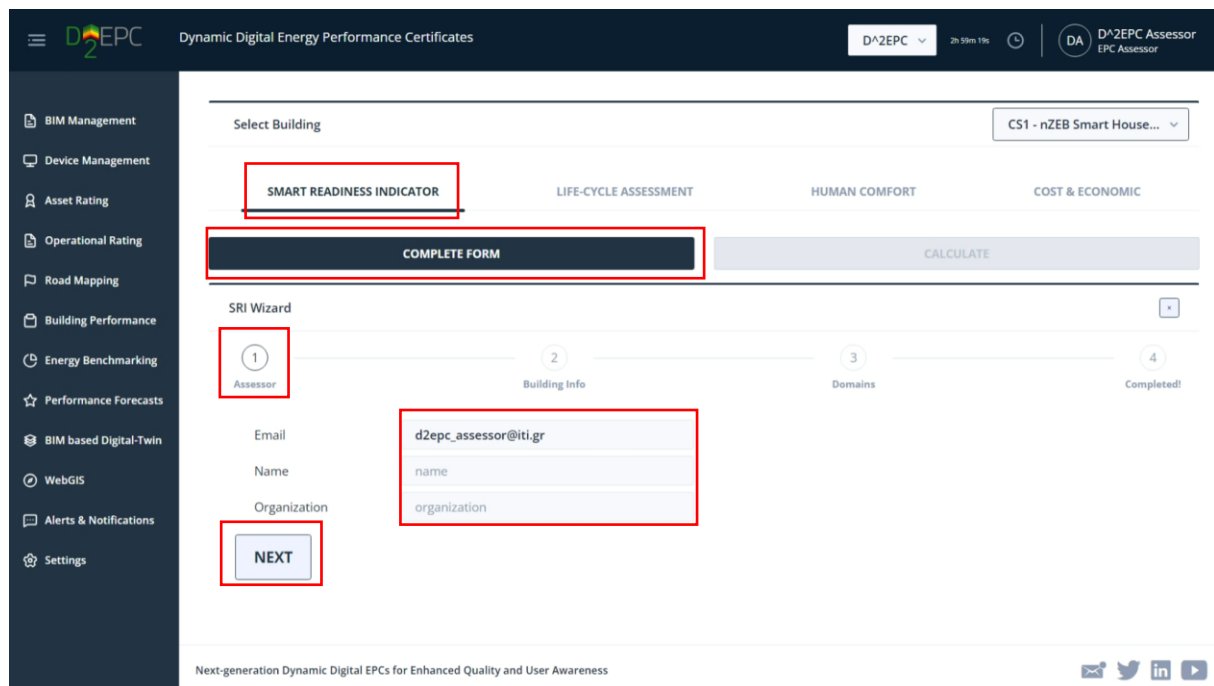 D2EPC
Dynamic Digital Energy Performance Certificates
D^2EPC
2h 59m 19s
DA
D^2EPC Assessor
EPC Assessor
BIM Management
Device Management
Asset Rating
Operational Rating
Road Mapping
Building Performance
Energy Benchmarking
Performance Forecasts
BIM based Digital-Twin
WebGIS
Alerts & Notifications
Settings
Select Building
CS1 - nZEB Smart House...
SMART READINESS INDICATOR
LIFE-CYCLE ASSESSMENT
HUMAN COMFORT
COST & ECONOMIC
COMPLETE FORM
CALCULATE
SRI Wizard
x
1
Assessor
2
Building Info
3
Domains
4
Completed!
Email
d2epc_assessor@iti.gr
Name
name
Organization
organization
NEXT
Next-generation Dynamic Digital EPCs for Enhanced Quality and User Awareness
in